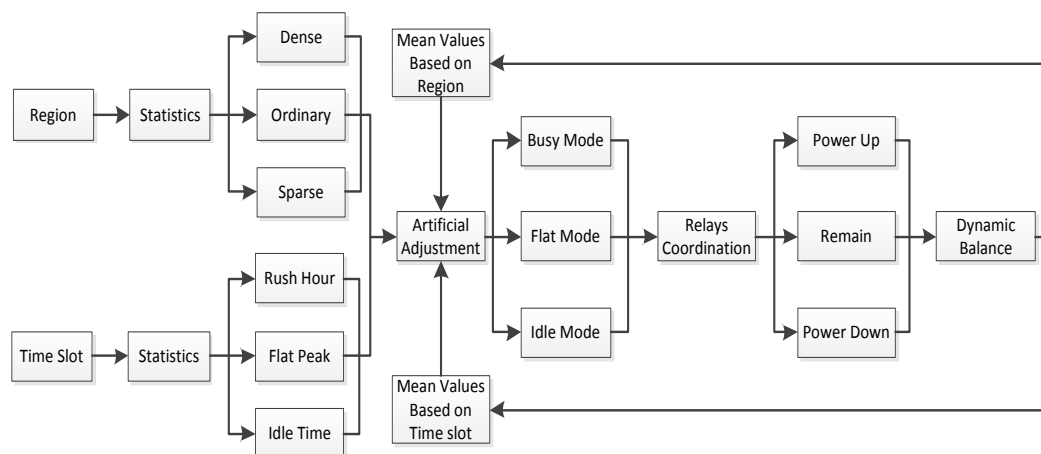 Region
Statistics
Dense
Ordinary
Sparse
Time Slot
Statistics
Rush Hour
Flat Peak
Idle Time
Mean Values
Based on
Region
Artificial
Adjustment
Mean Values
Based on
Time slot
Busy Mode
Flat Mode
Idle Mode
Relays
Coordination
Power Up
Remain
Power Down
Dynamic
Balance